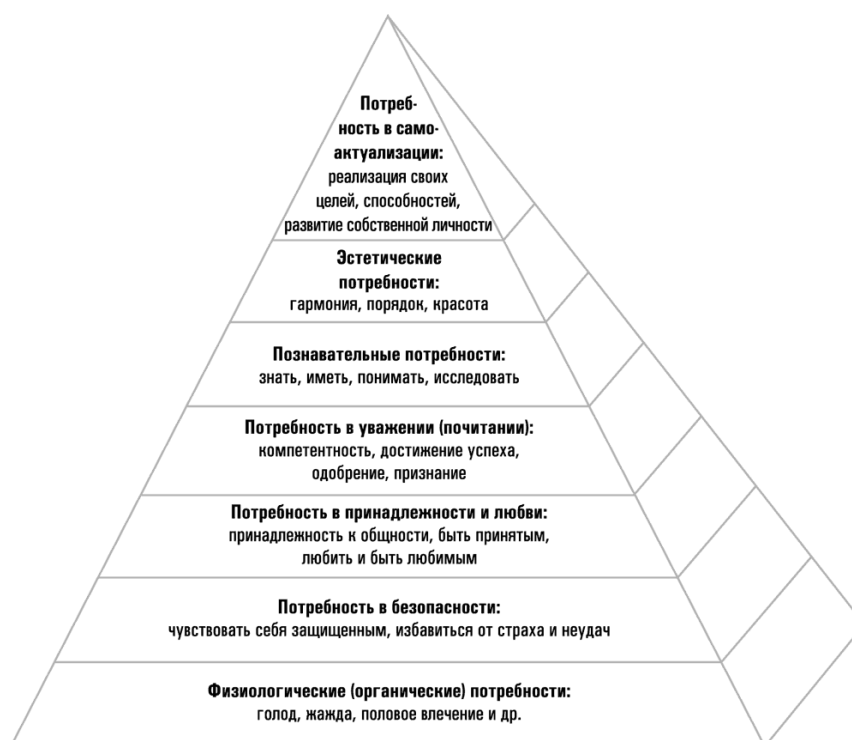 Потреб-
ность в само-
актуализации:
реализация своих
целей, способностей,
развитие собственной личности
Эстетические
потребности:
гармония, порядок, красота
Познавательные потребности:
знать, иметь, понимать, исследовать
Потребность в уважении (почитании):
компетентность, достижение успеха,
одобрение, признание
Потребность в принадлежности и любви:
принадлежность к общности, быть принятым,
любить и быть любимым
Потребность в безопасности:
чувствовать себя защищенным, избавиться от страха и неудач
Физиологические (органические) потребности:
голод, жажда, половое влечение и др.